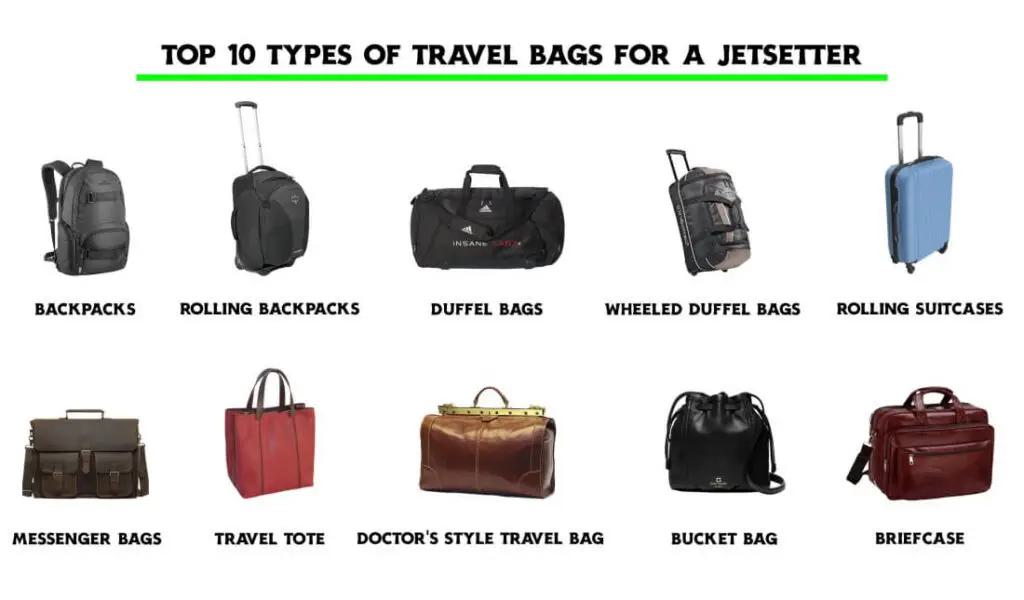 TOP 10 TYPES OF TRAVEL BAGS FOR A JETSETTER
INSANE
BACKPACKS
ROLLING BACKPACKS
DUFFEL BAGS
WHEELED DUFFEL BAGS
ROLLING SUITCASES
MESSENGER BAGS
TRAVEL TOTE
DOCTOR'S STYLE TRAVEL BAG
BUCKET BAG
BRIEFCASE